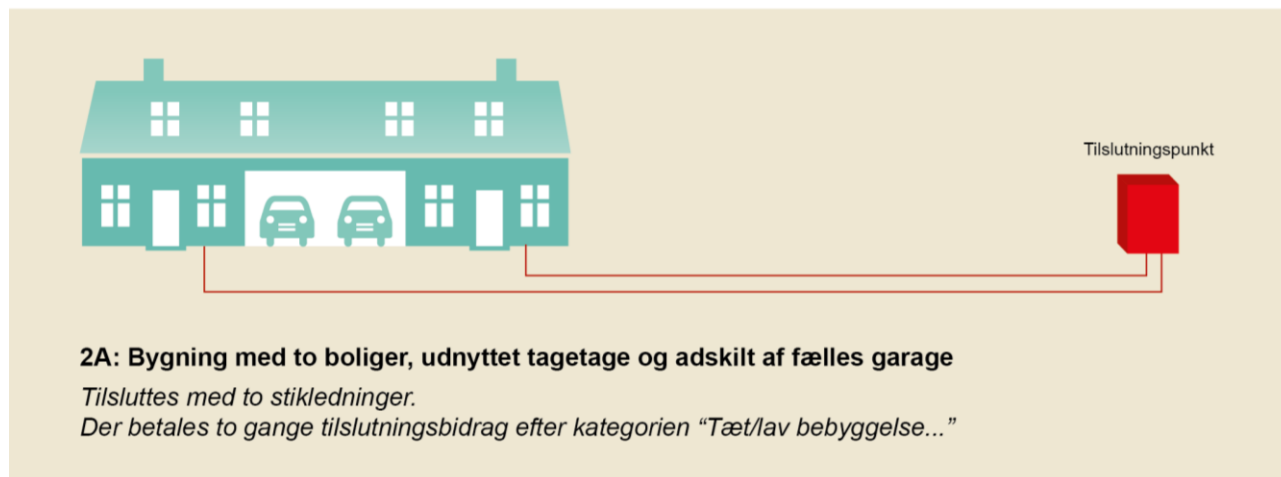 Tilslutningspunkt
2A: Bygning med to boliger, udnyttet tagetage og adskilt af fælles garage
Tilsluttes med to stikledninger.
Der betales to gange tilslutningsbidrag efter kategorien “Tæt/lav bebyggelse...”